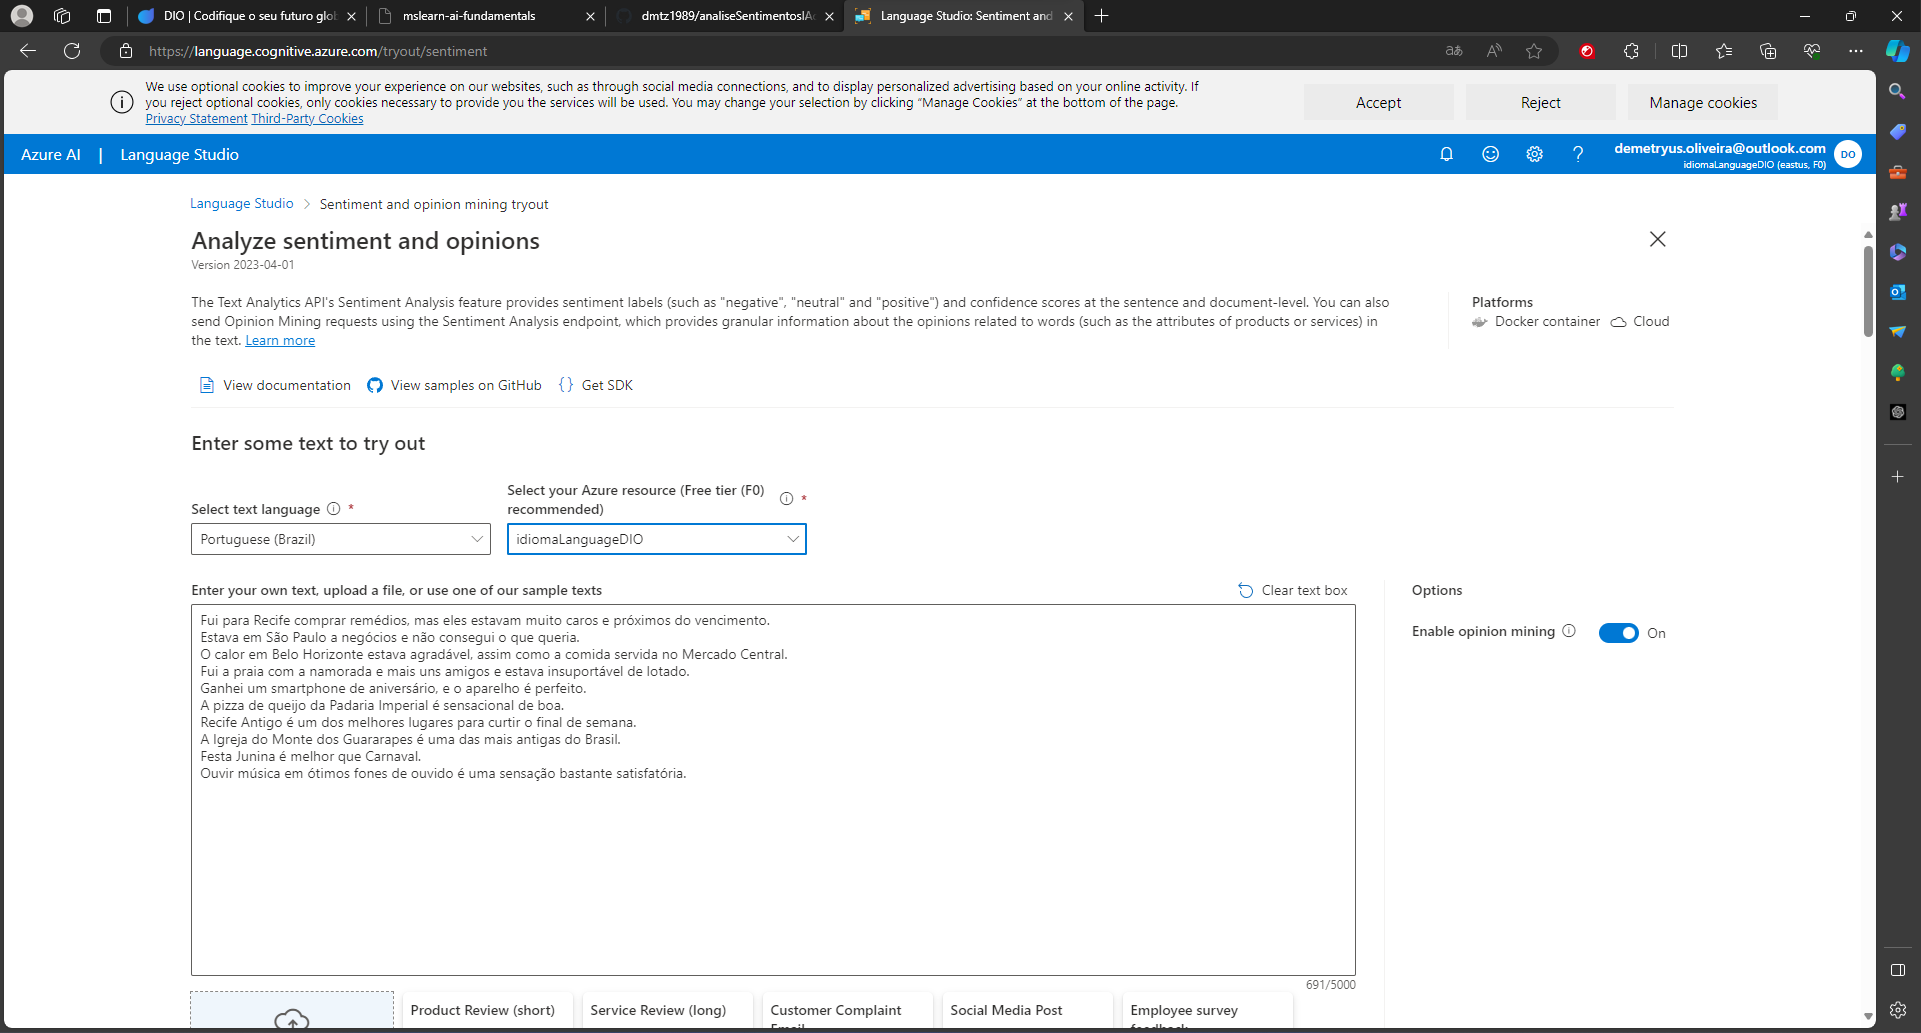 DIO | Codifique o seu futuro glob
mslearn-ai-fundamentals
dmtz1989/analiseSentimentosIA
Language Studio: Sentiment and
https://language.cognitive.azure.com/tryout/sentiment
We use optional cookies to improve your experience on our websites, such as through social media connections, and to display personalized advertising based on your online activity. If
you reject optional cookies, only cookies necessary to provide you the services will be used. You may change your selection by clicking “Manage Cookies” at the bottom of the page.
Privacy Statement Third-Party Cookies
Accept
Reject
Manage cookies
Azure AI | Language Studio
demetryus.oliveira@outlook.com
idiomaLanguageDIO (eastus, F0)
DO
Language Studio > Sentiment and opinion mining tryout
Analyze sentiment and opinions
Version 2023-04-01
The Text Analytics API's Sentiment Analysis feature provides sentiment labels (such as "negative", "neutral" and "positive") and confidence scores at the sentence and document-level. You can also
send Opinion Mining requests using the Sentiment Analysis endpoint, which provides granular information about the opinions related to words (such as the attributes of products or services) in
the text. Learn more
Platforms
Docker container Cloud
View documentation View samples on GitHub {} Get SDK
Enter some text to try out
Select text language *
Portuguese (Brazil)
Select your Azure resource (Free tier (F0)
recommended) *
idiomaLanguageDIO
Enter your own text, upload a file, or use one of our sample texts
Clear text box
Fui para Recife comprar remédios, mas eles estavam muito caros e próximos do vencimento.
Estava em São Paulo a negócios e não consegui o que queria.
O calor em Belo Horizonte estava agradável, assim como a comida servida no Mercado Central.
Fui a praia com a namorada e mais uns amigos e estava insuportável de lotado.
Ganhei um smartphone de aniversário, e o aparelho é perfeito.
A pizza de queijo da Padaria Imperial é sensacional de boa.
Recife Antigo é um dos melhores lugares para curtir o final de semana.
A Igreja do Monte dos Guararapes é uma das mais antigas do Brasil.
Festa Junina é melhor que Carnaval.
Ouvir música em ótimos fones de ouvido é uma sensação bastante satisfatória.
691/5000
Options
Enable opinion mining On
Product Review (short)
Service Review (long)
Customer Complaint
Email
Social Media Post
Employee survey
feedback